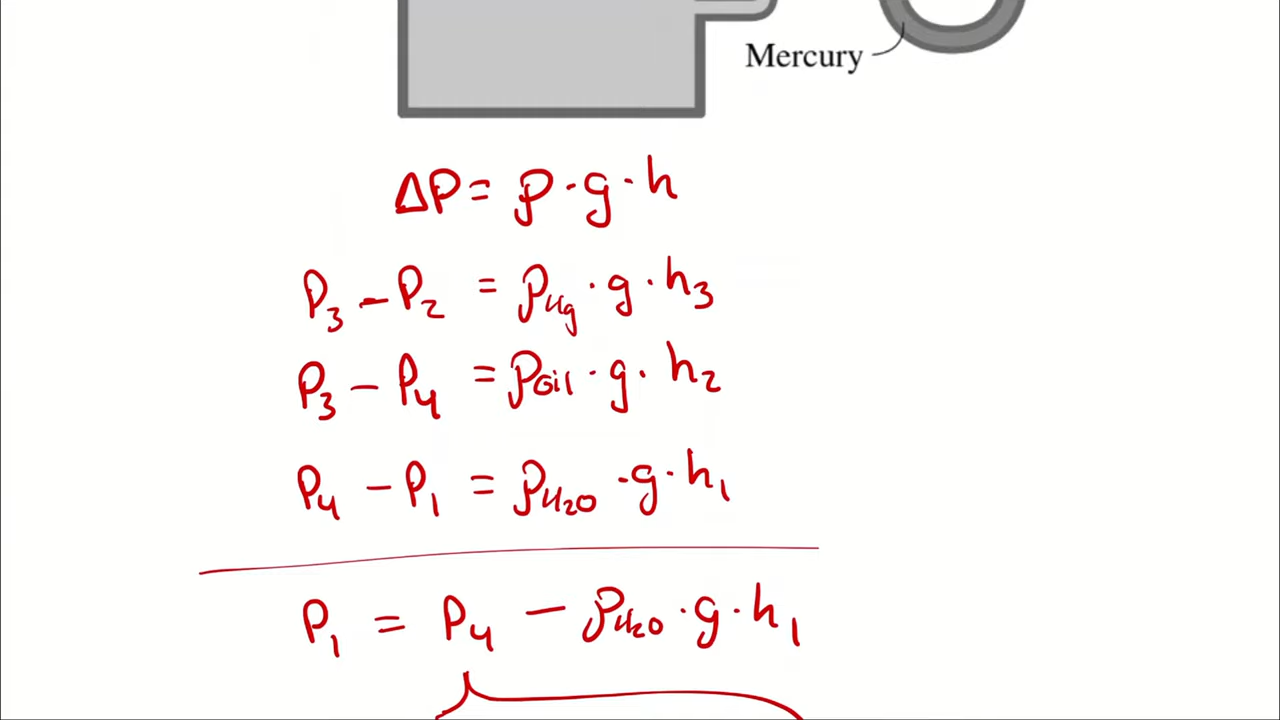 Mercury
ΔP = ρ · g · h
P₃ - P₂ = ρHg · g · h₃
P₃ - P₄ = ρoil · g · h₂
P₄ - P₁ = ρH₂O · g · h₁
P₁ = P₄ - ρH₂O · g · h₁